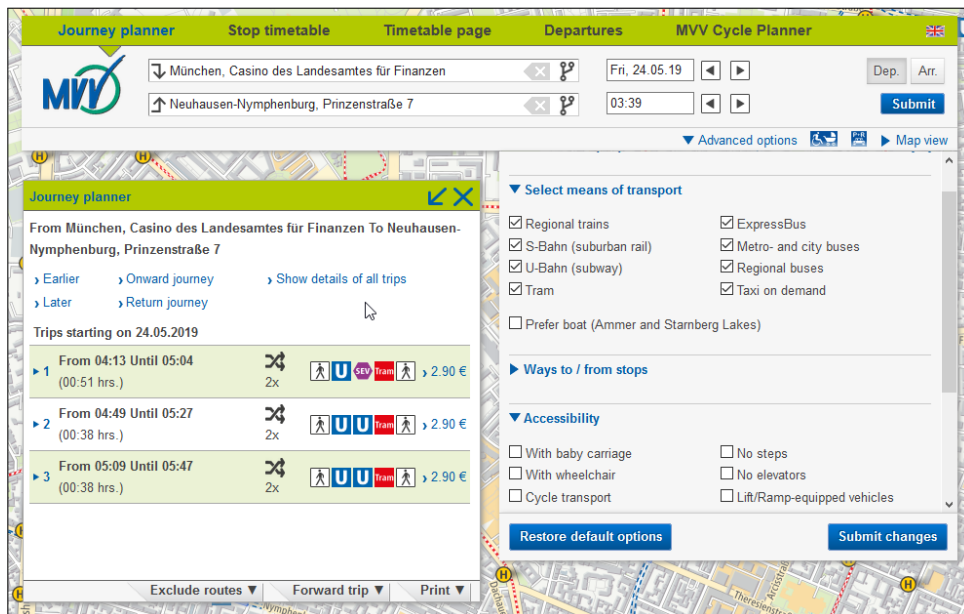 Journey planner Stop timetable Timetable page Departures MVV Cycle Planner
MVV
München, Casino des Landesamtes für Finanzen Fri, 24.05.19 Dep. Arr.
Neuhausen-Nymphenburg, Prinzenstraße 7 03:39 Submit
Advanced options P+R Map view
Journey planner
From München, Casino des Landesamtes für Finanzen To Neuhausen-
Nymphenburg, Prinzenstraße 7
Earlier Onward journey Show details of all trips
Later Return journey
Trips starting on 24.05.2019
1 From 04:13 Until 05:04
(00:51 hrs.) 2x U SEV Tram 2.90 €
2 From 04:49 Until 05:27
(00:38 hrs.) 2x U U Tram 2.90 €
3 From 05:09 Until 05:47
(00:38 hrs.) 2x U U Tram 2.90 €
Exclude routes Forward trip Print
Select means of transport
Regional trains ExpressBus
S-Bahn (suburban rail) Metro- and city buses
U-Bahn (subway) Regional buses
Tram Taxi on demand
Prefer boat (Ammer and Starnberg Lakes)
Ways to / from stops
Accessibility
With baby carriage No steps
With wheelchair No elevators
Cycle transport Lift/Ramp-equipped vehicles
Restore default options Submit changes
H
H
H
H
H